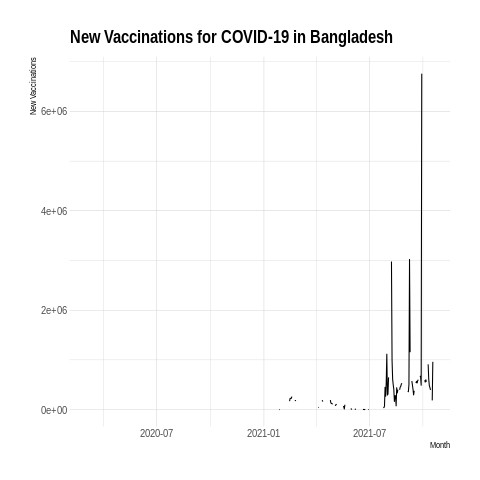 New Vaccinations for COVID-19 in Bangladesh
New Vaccinations
6e+06
4e+06
2e+06
0e+00
2020-07
2021-01
2021-07
Month